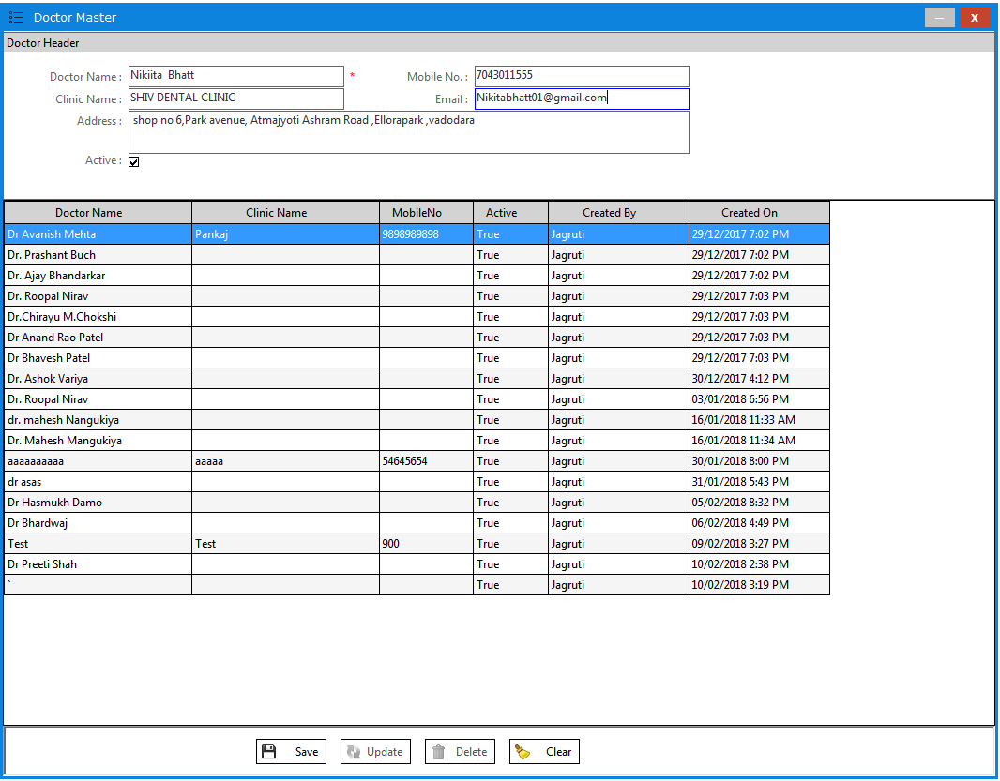 Doctor Master
x
Doctor Header
Doctor Name : Nikiita  Bhatt * Mobile No. : 7043011555
Clinic Name : SHIV DENTAL CLINIC Email : Nikitabhatt01@gmail.com
Address : shop no 6,Park avenue, Atmajyoti Ashram Road ,Ellorapark ,vadodara
Active :
Doctor Name Clinic Name MobileNo Active Created By Created On
Dr Avanish Mehta Pankaj 9898989898 True Jagruti 29/12/2017 7:02 PM
Dr. Prashant Buch True Jagruti 29/12/2017 7:02 PM
Dr. Ajay Bhandarkar True Jagruti 29/12/2017 7:02 PM
Dr. Roopal Nirav True Jagruti 29/12/2017 7:03 PM
Dr.Chirayu M.Chokshi True Jagruti 29/12/2017 7:03 PM
Dr Anand Rao Patel True Jagruti 29/12/2017 7:03 PM
Dr Bhavesh Patel True Jagruti 29/12/2017 7:03 PM
Dr. Ashok Variya True Jagruti 30/12/2017 4:12 PM
Dr. Roopal Nirav True Jagruti 03/01/2018 6:56 PM
dr. mahesh Nangukiya True Jagruti 16/01/2018 11:33 AM
Dr. Mahesh Mangukiya True Jagruti 16/01/2018 11:34 AM
aaaaaaaaaa aaaaa 54645654 True Jagruti 30/01/2018 8:00 PM
dr asas True Jagruti 31/01/2018 5:43 PM
Dr Hasmukh Damo True Jagruti 05/02/2018 8:32 PM
Dr Bhardwaj True Jagruti 06/02/2018 4:49 PM
Test Test 900 True Jagruti 09/02/2018 3:27 PM
Dr Preeti Shah True Jagruti 10/02/2018 2:38 PM
` True Jagruti 10/02/2018 3:19 PM
Save Update Delete Clear